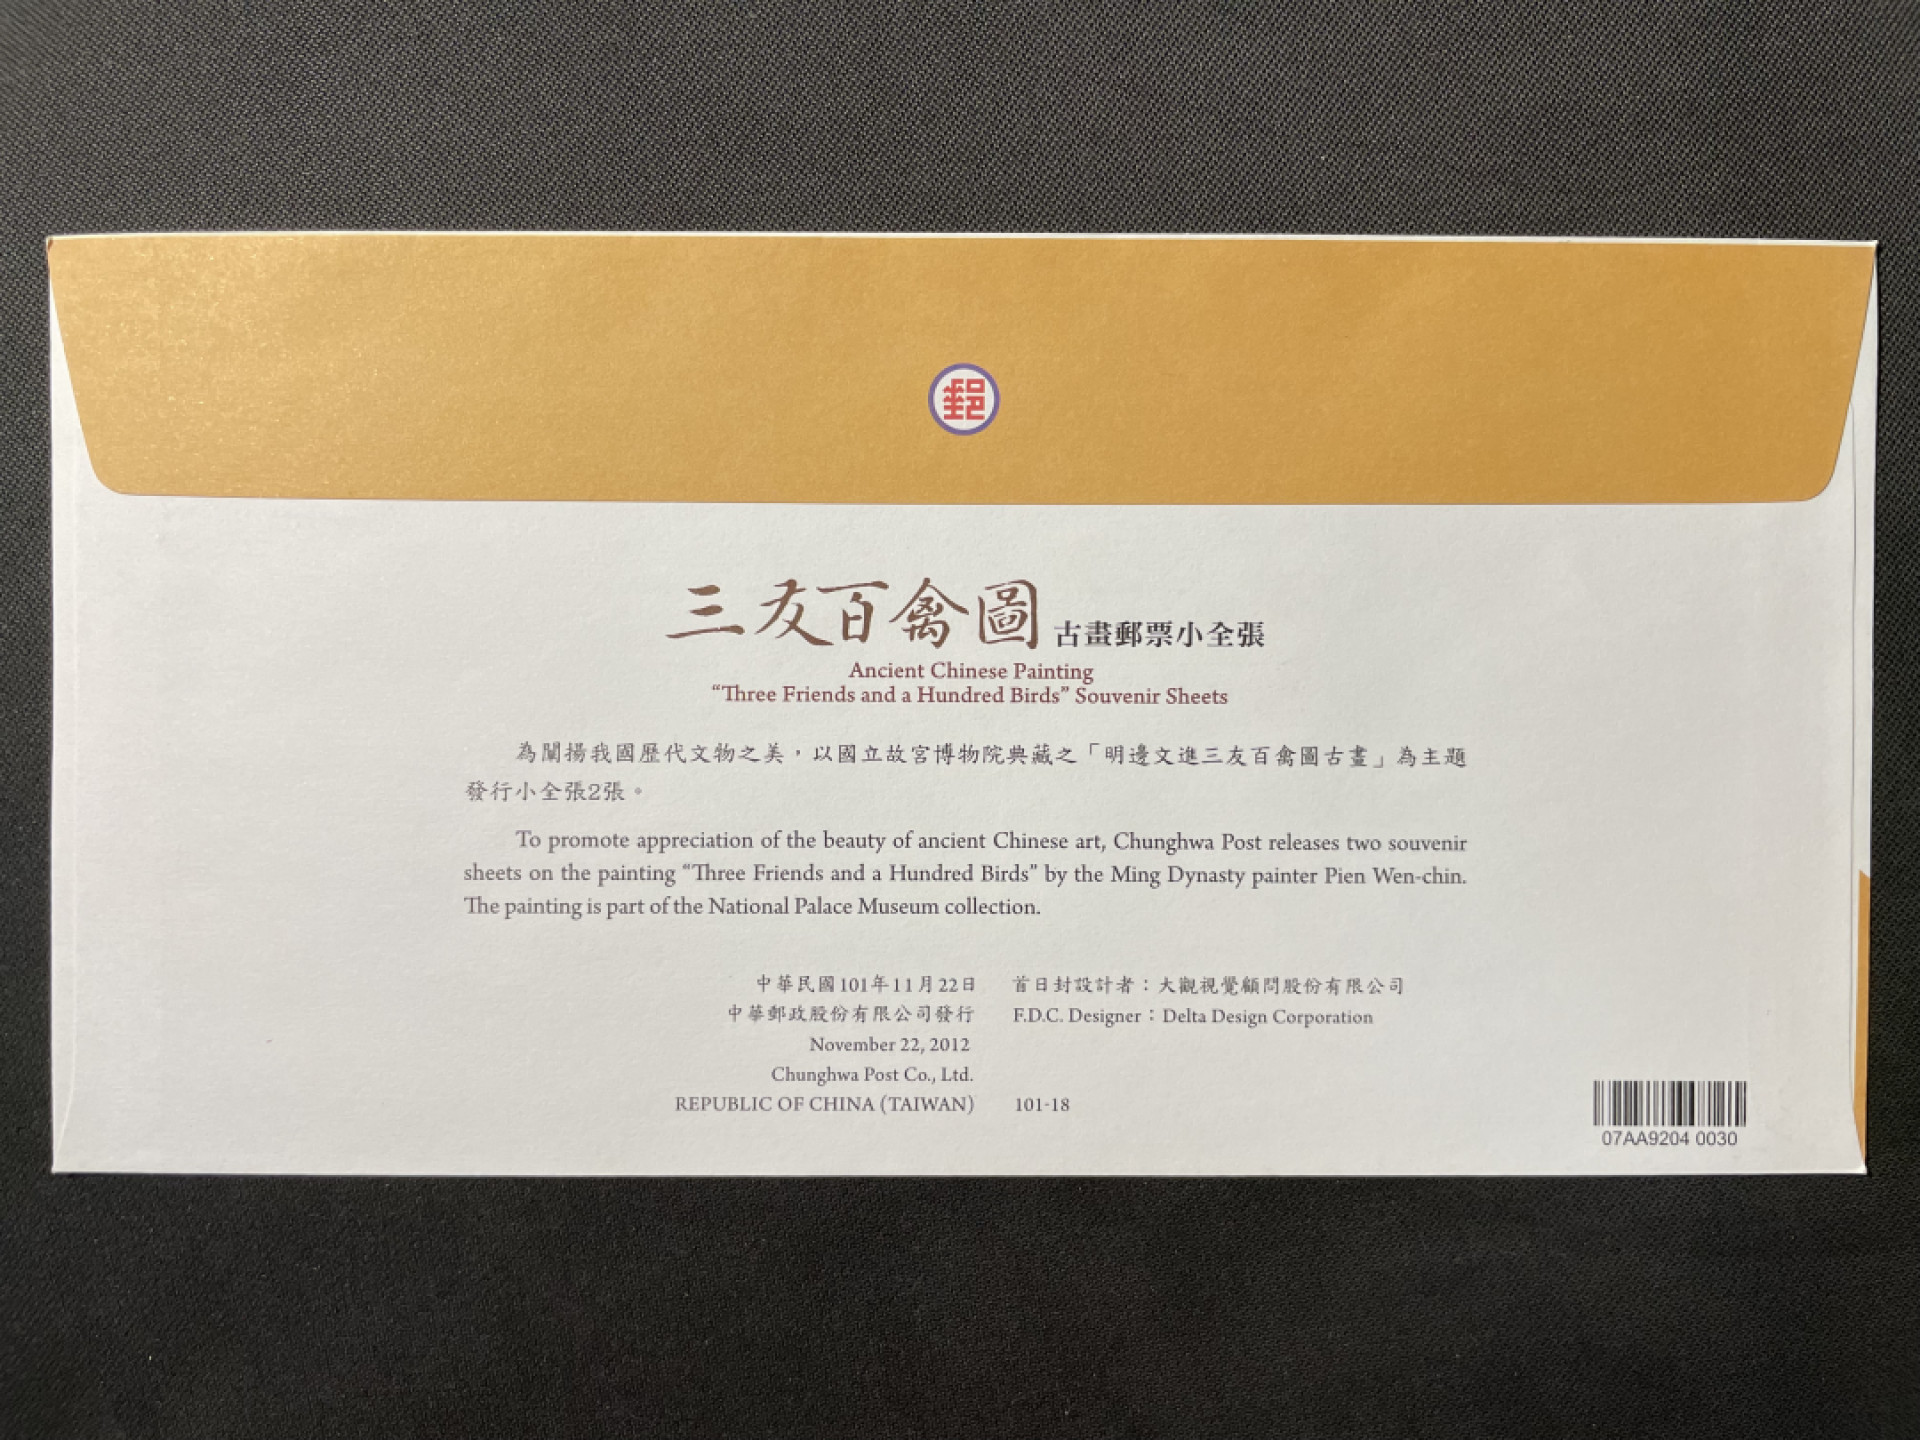 郵
三友百禽圖 古畫郵票小全張
Ancient Chinese Painting
“Three Friends and a Hundred Birds” Souvenir Sheets
為闡揚我國歷代文物之美，以國立故宮博物院典藏之「明邊文進三友百禽圖古畫」為主題
發行小全張2張。
To promote appreciation of the beauty of ancient Chinese art, Chunghwa Post releases two souvenir
sheets on the painting “Three Friends and a Hundred Birds” by the Ming Dynasty painter Pien Wen-chin.
The painting is part of the National Palace Museum collection.
中華民國101年11月22日
中華郵政股份有限公司發行
November 22, 2012
Chunghwa Post Co., Ltd.
REPUBLIC OF CHINA (TAIWAN)
首日封設計者：大觀視覺顧問股份有限公司
F.D.C. Designer：Delta Design Corporation
101-18
07AA9204 0030